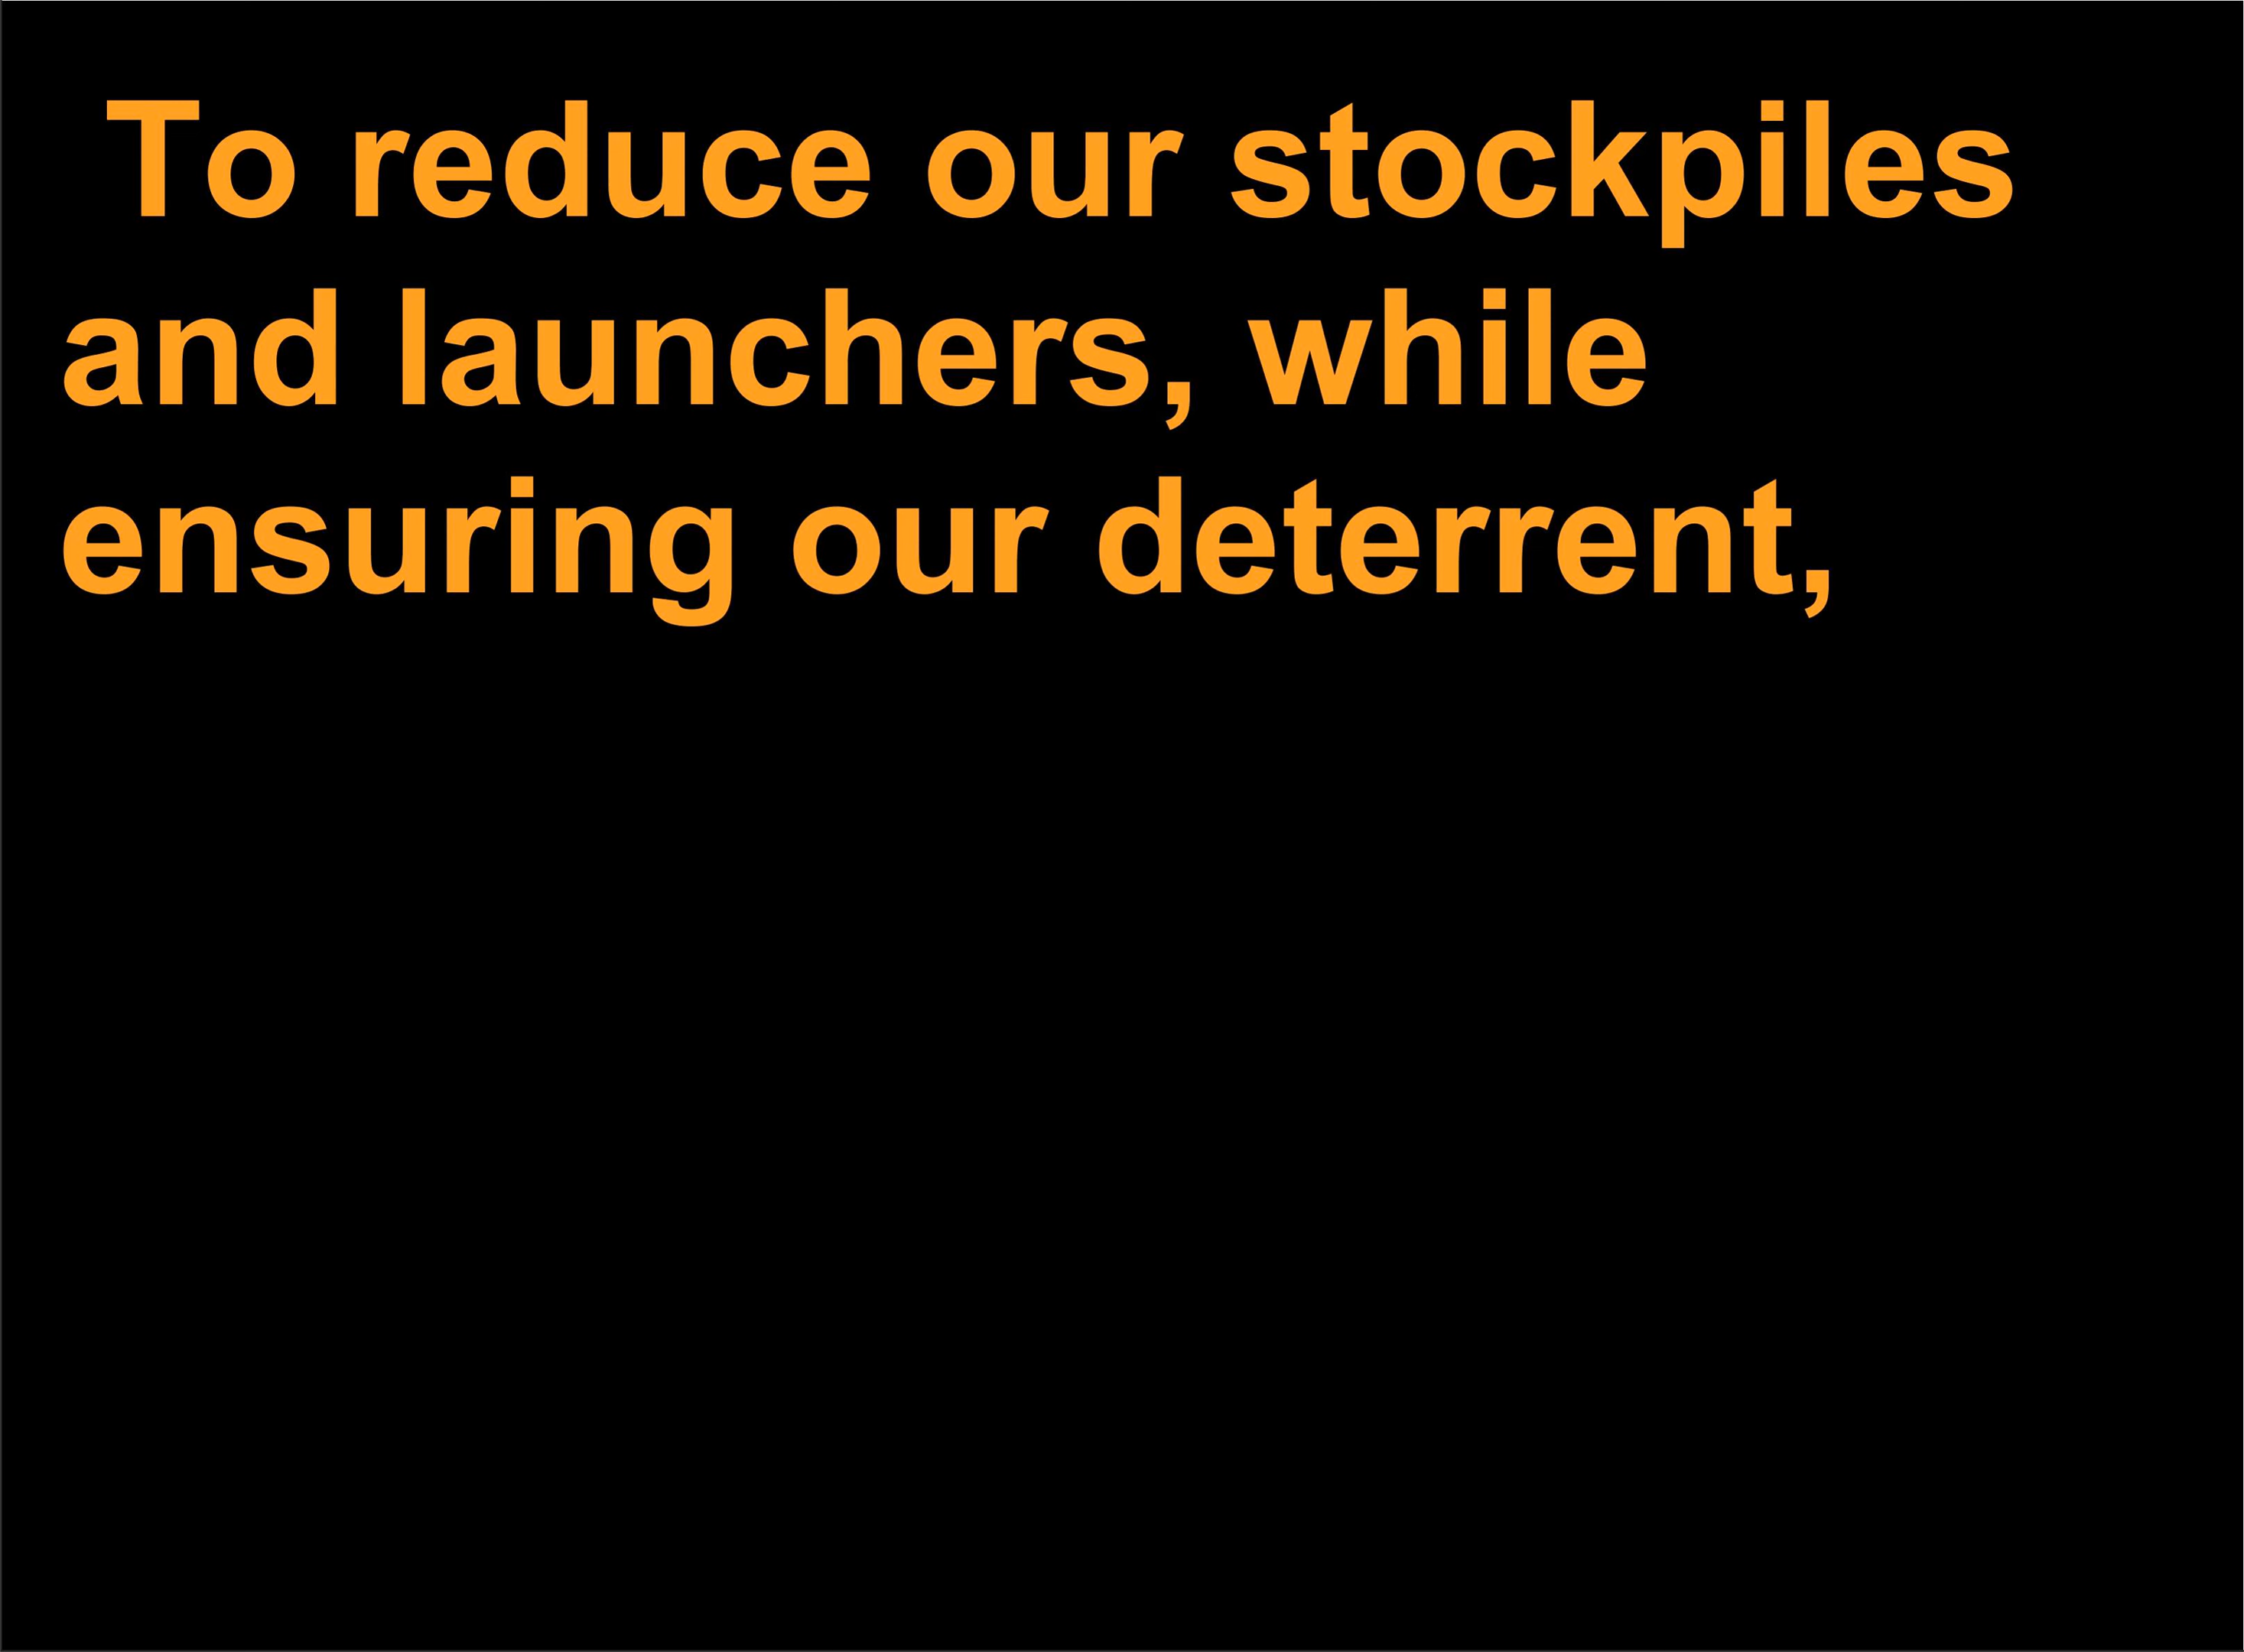 To reduce our stockpiles
and launchers, while
ensuring our deterrent,